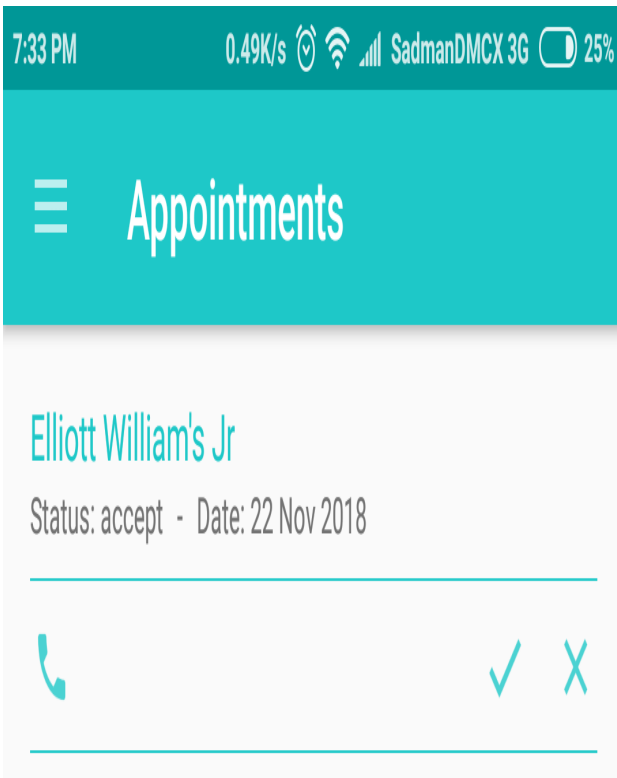 7:33 PM 0.49K/s SadmanDMCX 3G 25%
Appointments
Elliott William's Jr
Status: accept - Date: 22 Nov 2018